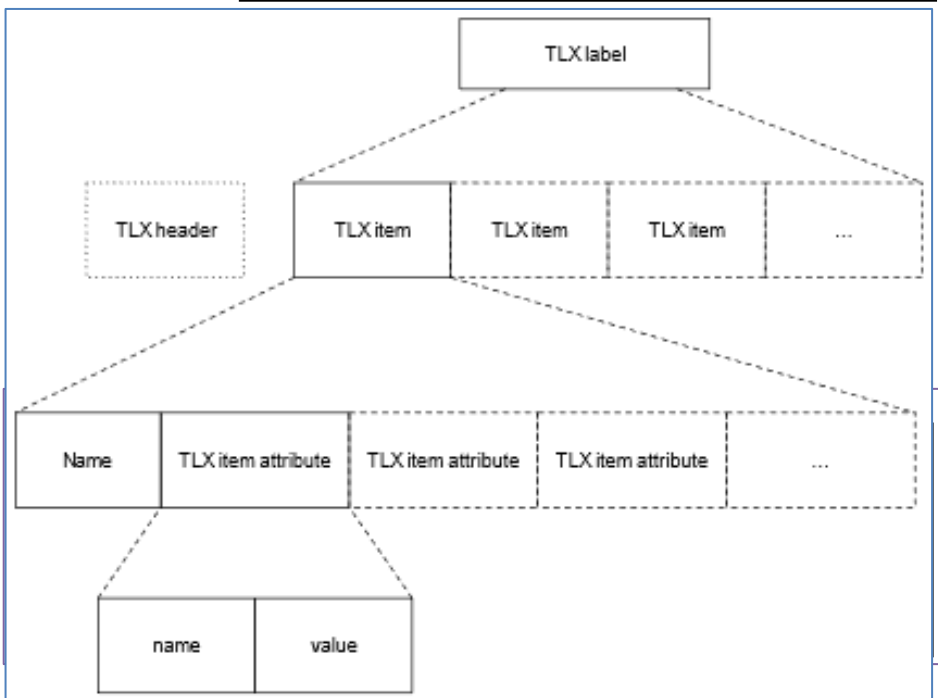 TLX label
TLX header
TLX item
TLX item
TLX item
...
Name
TLX item attribute
TLX item attribute
TLX item attribute
...
name
value